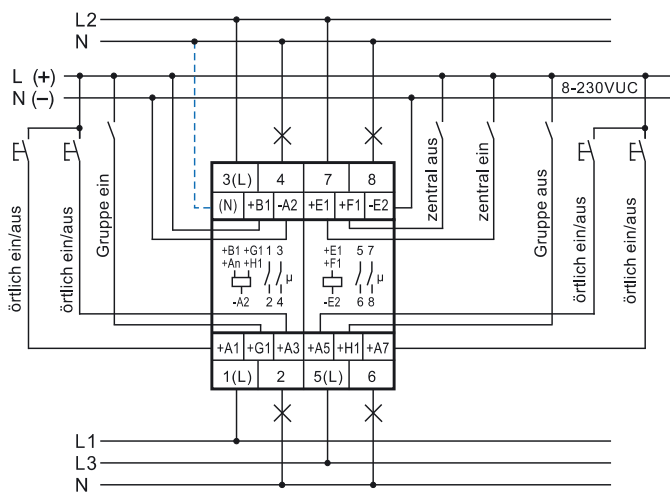 L2
N
L (+)
N (−)
8-230VUC
örtlich ein/aus
örtlich ein/aus
Gruppe ein
zentral aus
zentral ein
Gruppe aus
örtlich ein/aus
örtlich ein/aus
3(L) 4 7 8
(N) +B1 -A2 +E1 +F1 -E2
+B1 +G1 1 3
+An +H1
µ
-A2 2 4
+E1 5 7
+F1
µ
-E2 6 8
+A1 +G1 +A3 +A5 +H1 +A7
1(L) 2 5(L) 6
L1
L3
N